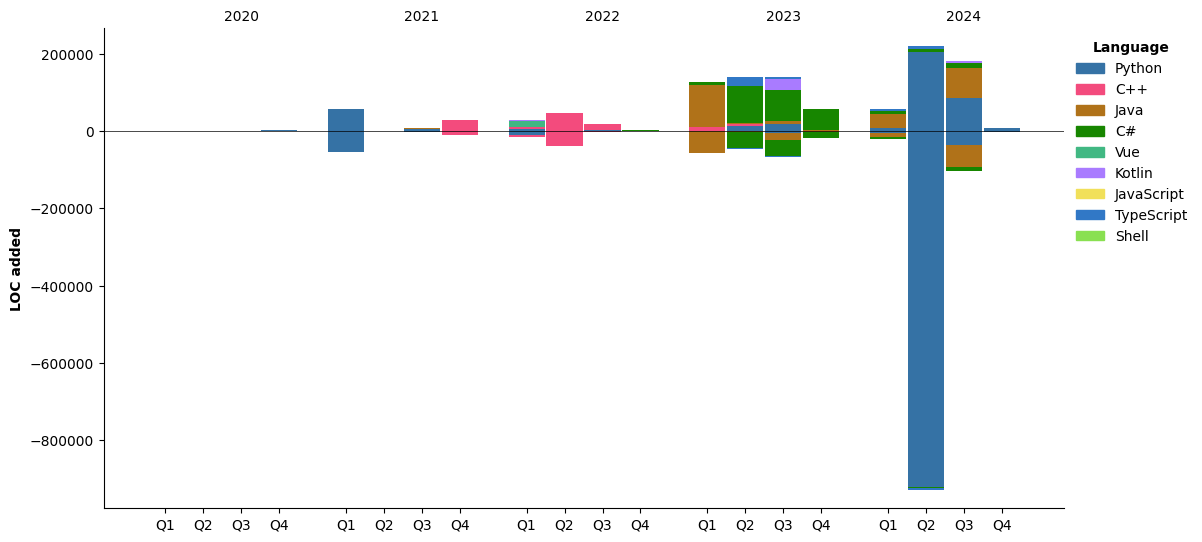 2020 2021 2022 2023 2024
LOC added
200000
0
−200000
−400000
−600000
−800000
Q1 Q2 Q3 Q4 Q1 Q2 Q3 Q4 Q1 Q2 Q3 Q4 Q1 Q2 Q3 Q4 Q1 Q2 Q3 Q4
Language
Python
C++
Java
C#
Vue
Kotlin
JavaScript
TypeScript
Shell